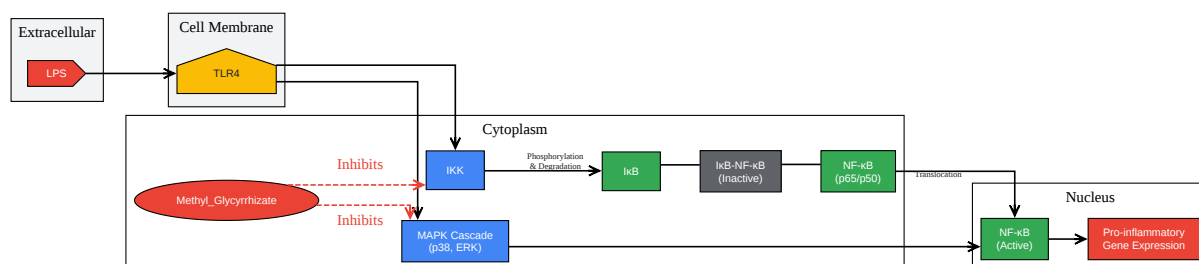 Extracellular
LPS
Cell Membrane
TLR4
Cytoplasm
Inhibits
Methyl_Glycyrrhizate
Inhibits
IKK
Phosphorylation
& Degradation
IκB
IκB-NF-κB
(Inactive)
NF-κB
(p65/p50)
Translocation
MAPK Cascade
(p38, ERK)
Nucleus
NF-κB
(Active)
Pro-inflammatory
Gene Expression